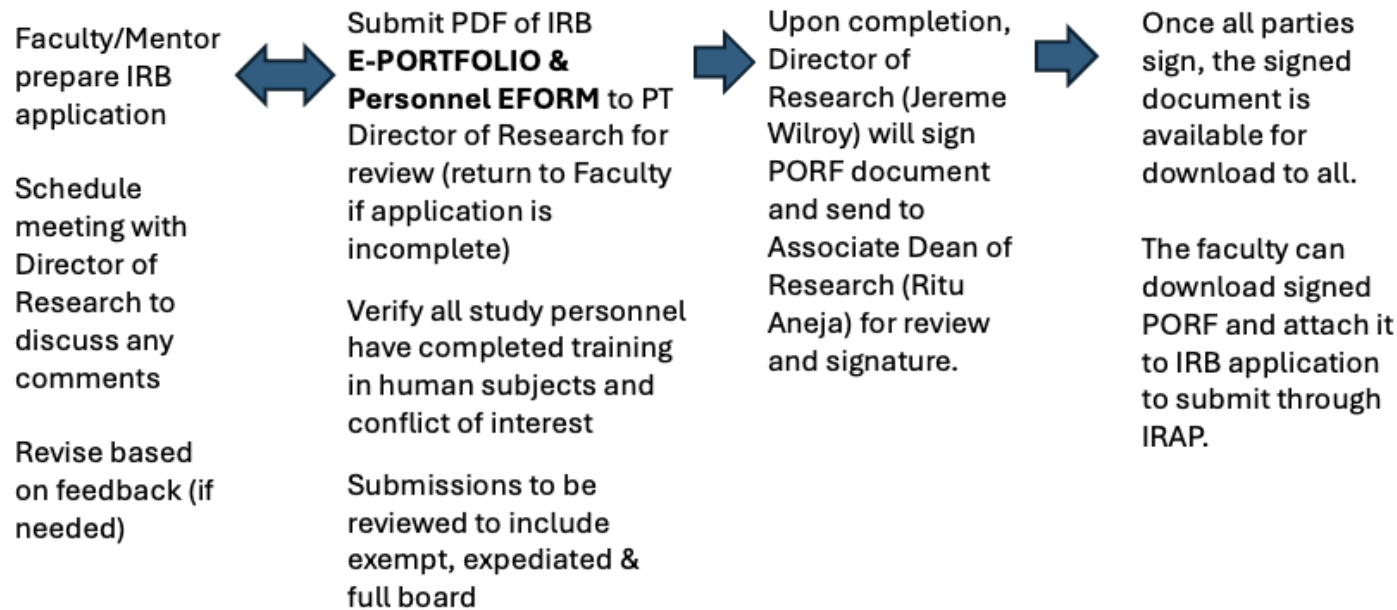 Faculty/Mentor
prepare IRB
application
Schedule
meeting with
Director of
Research to
discuss any
comments
Revise based
on feedback (if
needed)
Submit PDF of IRB
E-PORTFOLIO &
Personnel EFORM to PT
Director of Research for
review (return to Faculty
if application is
incomplete)
Verify all study personnel
have completed training
in human subjects and
conflict of interest
Submissions to be
reviewed to include
exempt, expediated &
full board
Upon completion,
Director of
Research (Jereme
Wilroy) will sign
PORF document
and send to
Associate Dean of
Research (Ritu
Aneja) for review
and signature.
Once all parties
sign, the signed
document is
available for
download to all.
The faculty can
download signed
PORF and attach it
to IRB application
to submit through
IRAP.